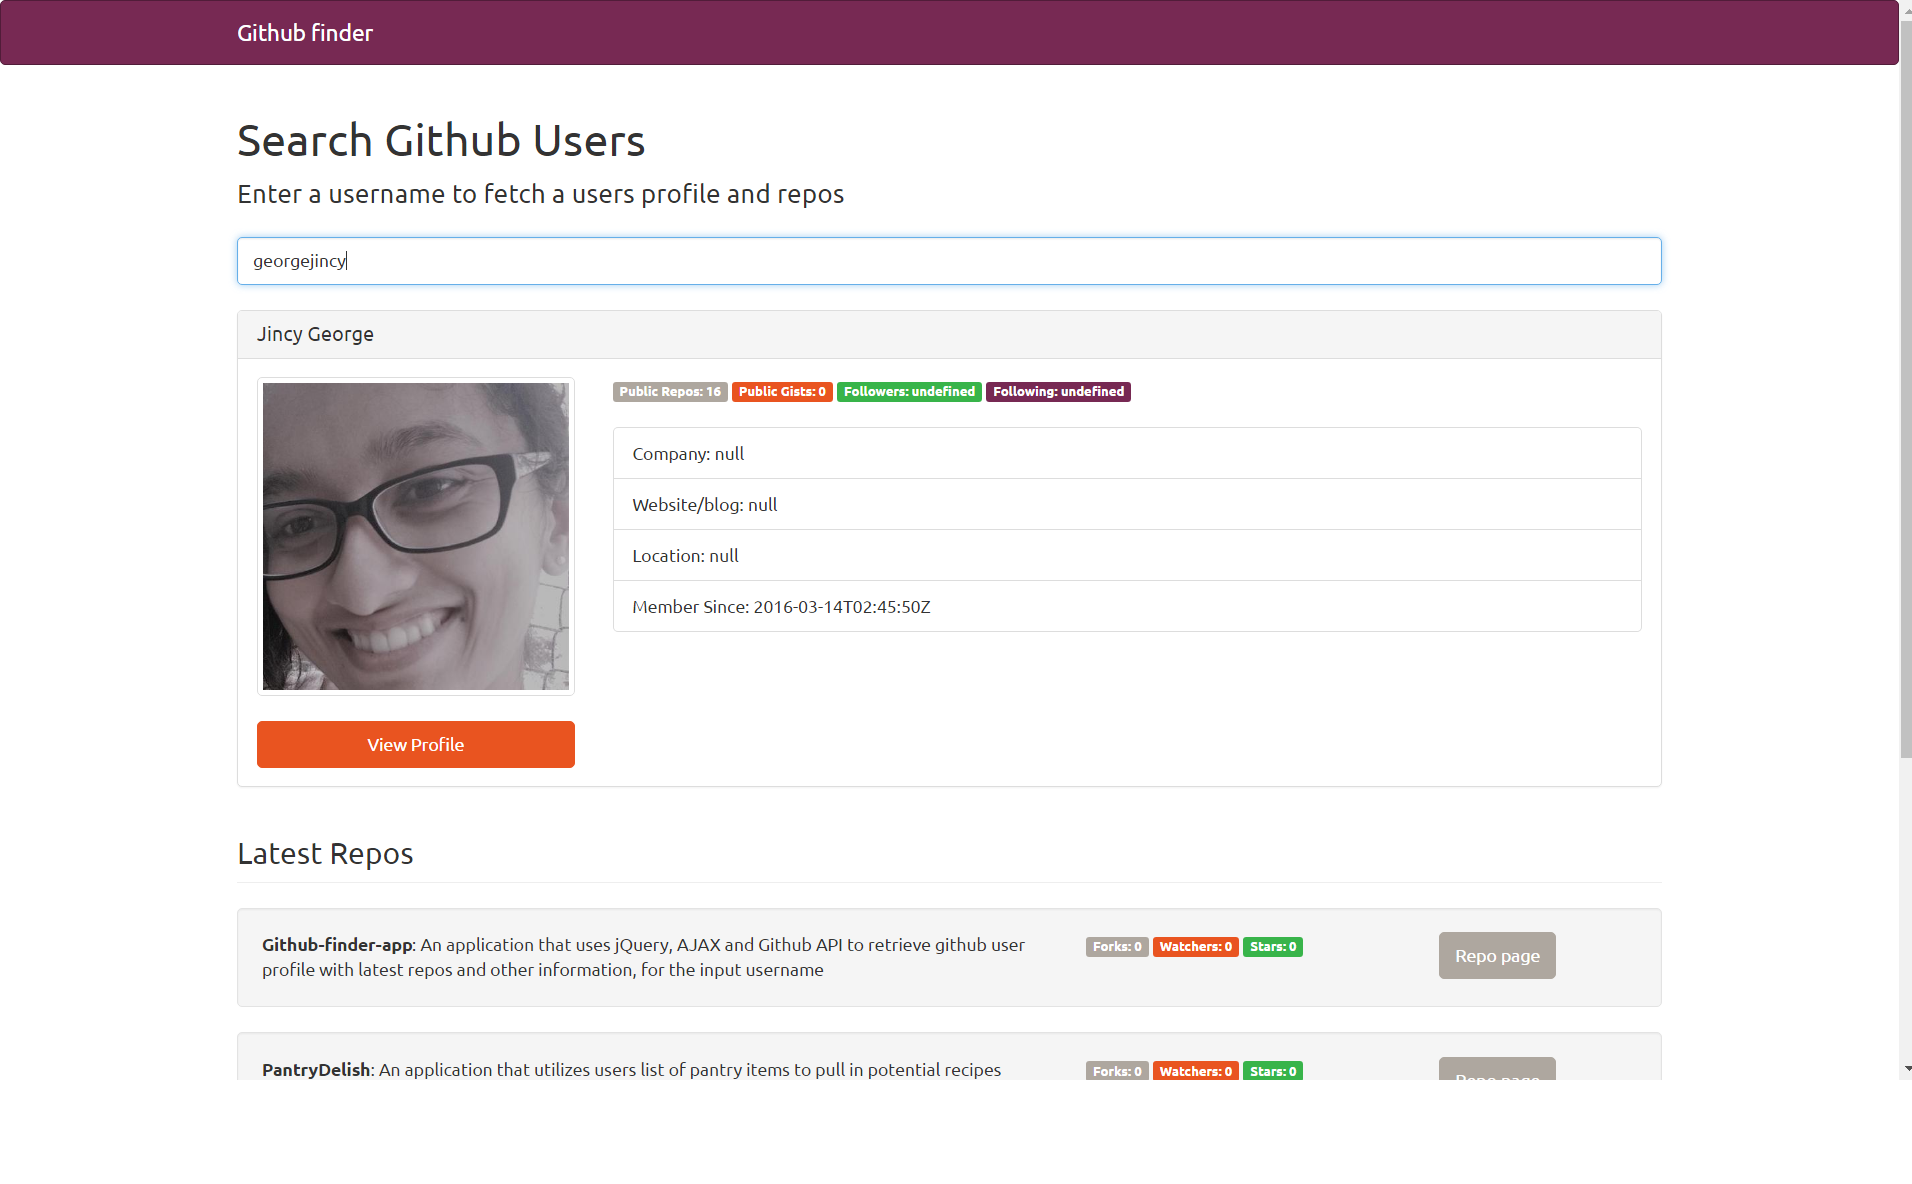 Github finder
Search Github Users
Enter a username to fetch a users profile and repos
georgejincy
Jincy George
Public Repos: 16 Public Gists: 0 Followers: undefined Following: undefined
Company: null
Website/blog: null
Location: null
Member Since: 2016-03-14T02:45:50Z
View Profile
Latest Repos
Github-finder-app: An application that uses jQuery, AJAX and Github API to retrieve github user
profile with latest repos and other information, for the input username
Forks: 0 Watchers: 0 Stars: 0
Repo page
PantryDelish: An application that utilizes users list of pantry items to pull in potential recipes
Forks: 0 Watchers: 0 Stars: 0
Repo page